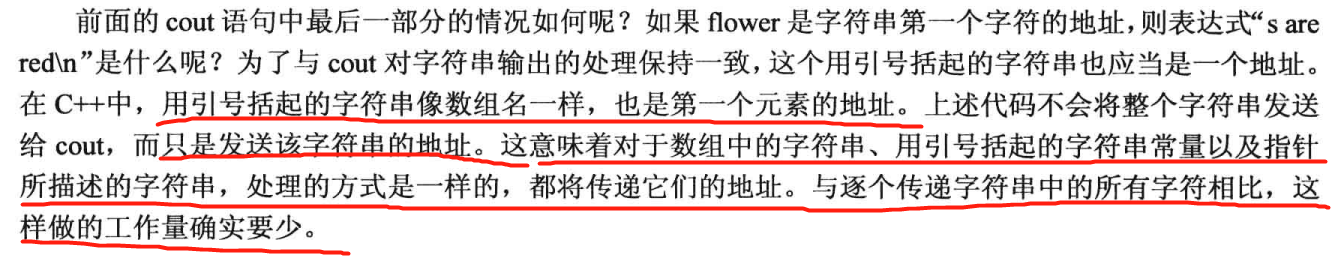 前面的 cout 语句中最后一部分的情况如何呢？如果 flower 是字符串第一个字符的地址，则表达式“s are
red\n”是什么呢？为了与 cout 对字符串输出的处理保持一致，这个用引号括起的字符串也应当是一个地址。
在 C++中，用引号括起的字符串像数组名一样，也是第一个元素的地址。上述代码不会将整个字符串发送
给 cout，而只是发送该字符串的地址。这意味着对于数组中的字符串、用引号括起的字符串常量以及指针
所描述的字符串，处理的方式是一样的，都将传递它们的地址。与逐个传递字符串中的所有字符相比，这
样做的工作量确实要少。